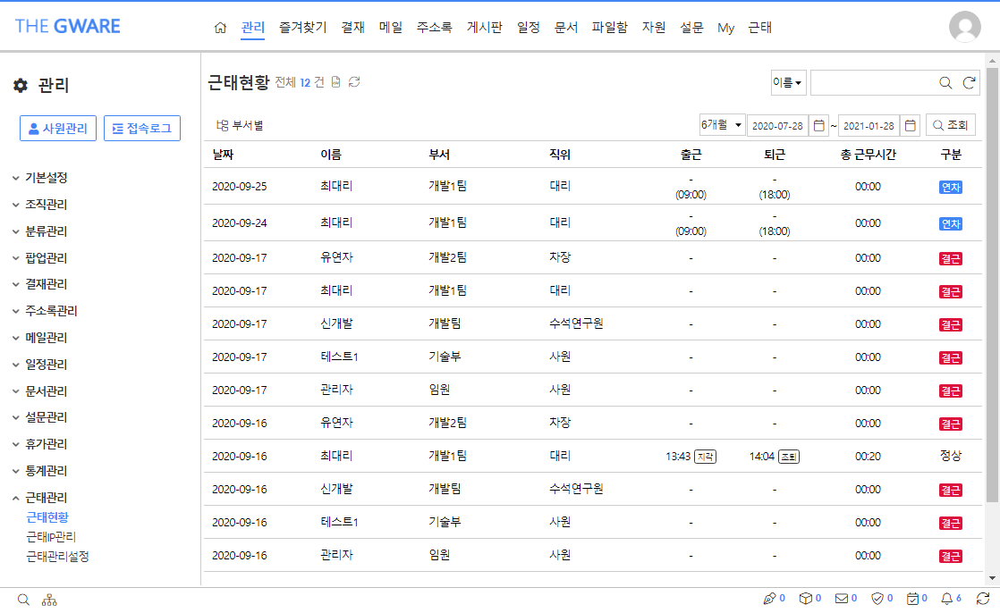 THE GWARE 관리 즐겨찾기 결재 메일 주소록 게시판 일정 문서 파일함 자원 설문 My 근태
관리
사원관리 접속로그
기본설정
조직관리
분류관리
팝업관리
결재관리
주소록관리
메일관리
일정관리
문서관리
설문관리
휴가관리
통계관리
근태관리
근태현황
근태IP관리
근태관리설정
근태현황 전체 12 건 이름
부서별 6개월 2020-07-28 ~ 2021-01-28 조회
날짜 이름 부서 직위 출근 퇴근 총 근무시간 구분
2020-09-25 최대리 개발1팀 대리 - (09:00) - (18:00) 00:00 연차
2020-09-24 최대리 개발1팀 대리 - (09:00) - (18:00) 00:00 연차
2020-09-17 유연자 개발2팀 차장 - - 00:00 결근
2020-09-17 최대리 개발1팀 대리 - - 00:00 결근
2020-09-17 신개발 개발팀 수석연구원 - - 00:00 결근
2020-09-17 테스트1 기술부 사원 - - 00:00 결근
2020-09-17 관리자 임원 사원 - - 00:00 결근
2020-09-16 유연자 개발2팀 차장 - - 00:00 결근
2020-09-16 최대리 개발1팀 대리 13:43 지각 14:04 조퇴 00:20 정상
2020-09-16 신개발 개발팀 수석연구원 - - 00:00 결근
2020-09-16 테스트1 기술부 사원 - - 00:00 결근
2020-09-16 관리자 임원 사원 - - 00:00 결근
0 0 0 0 0 6